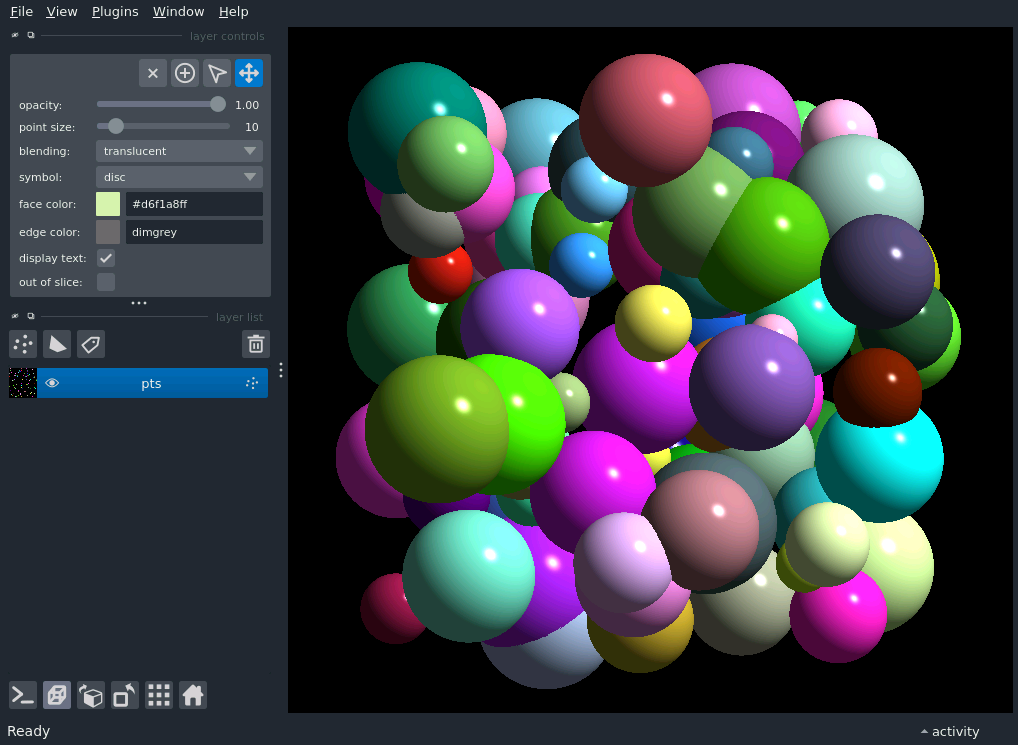 File View Plugins Window Help
layer controls
opacity: 1.00
point size: 10
blending: translucent
symbol: disc
face color: #d6f1a8ff
edge color: dimgrey
display text:
out of slice:
layer list
pts
Ready activity